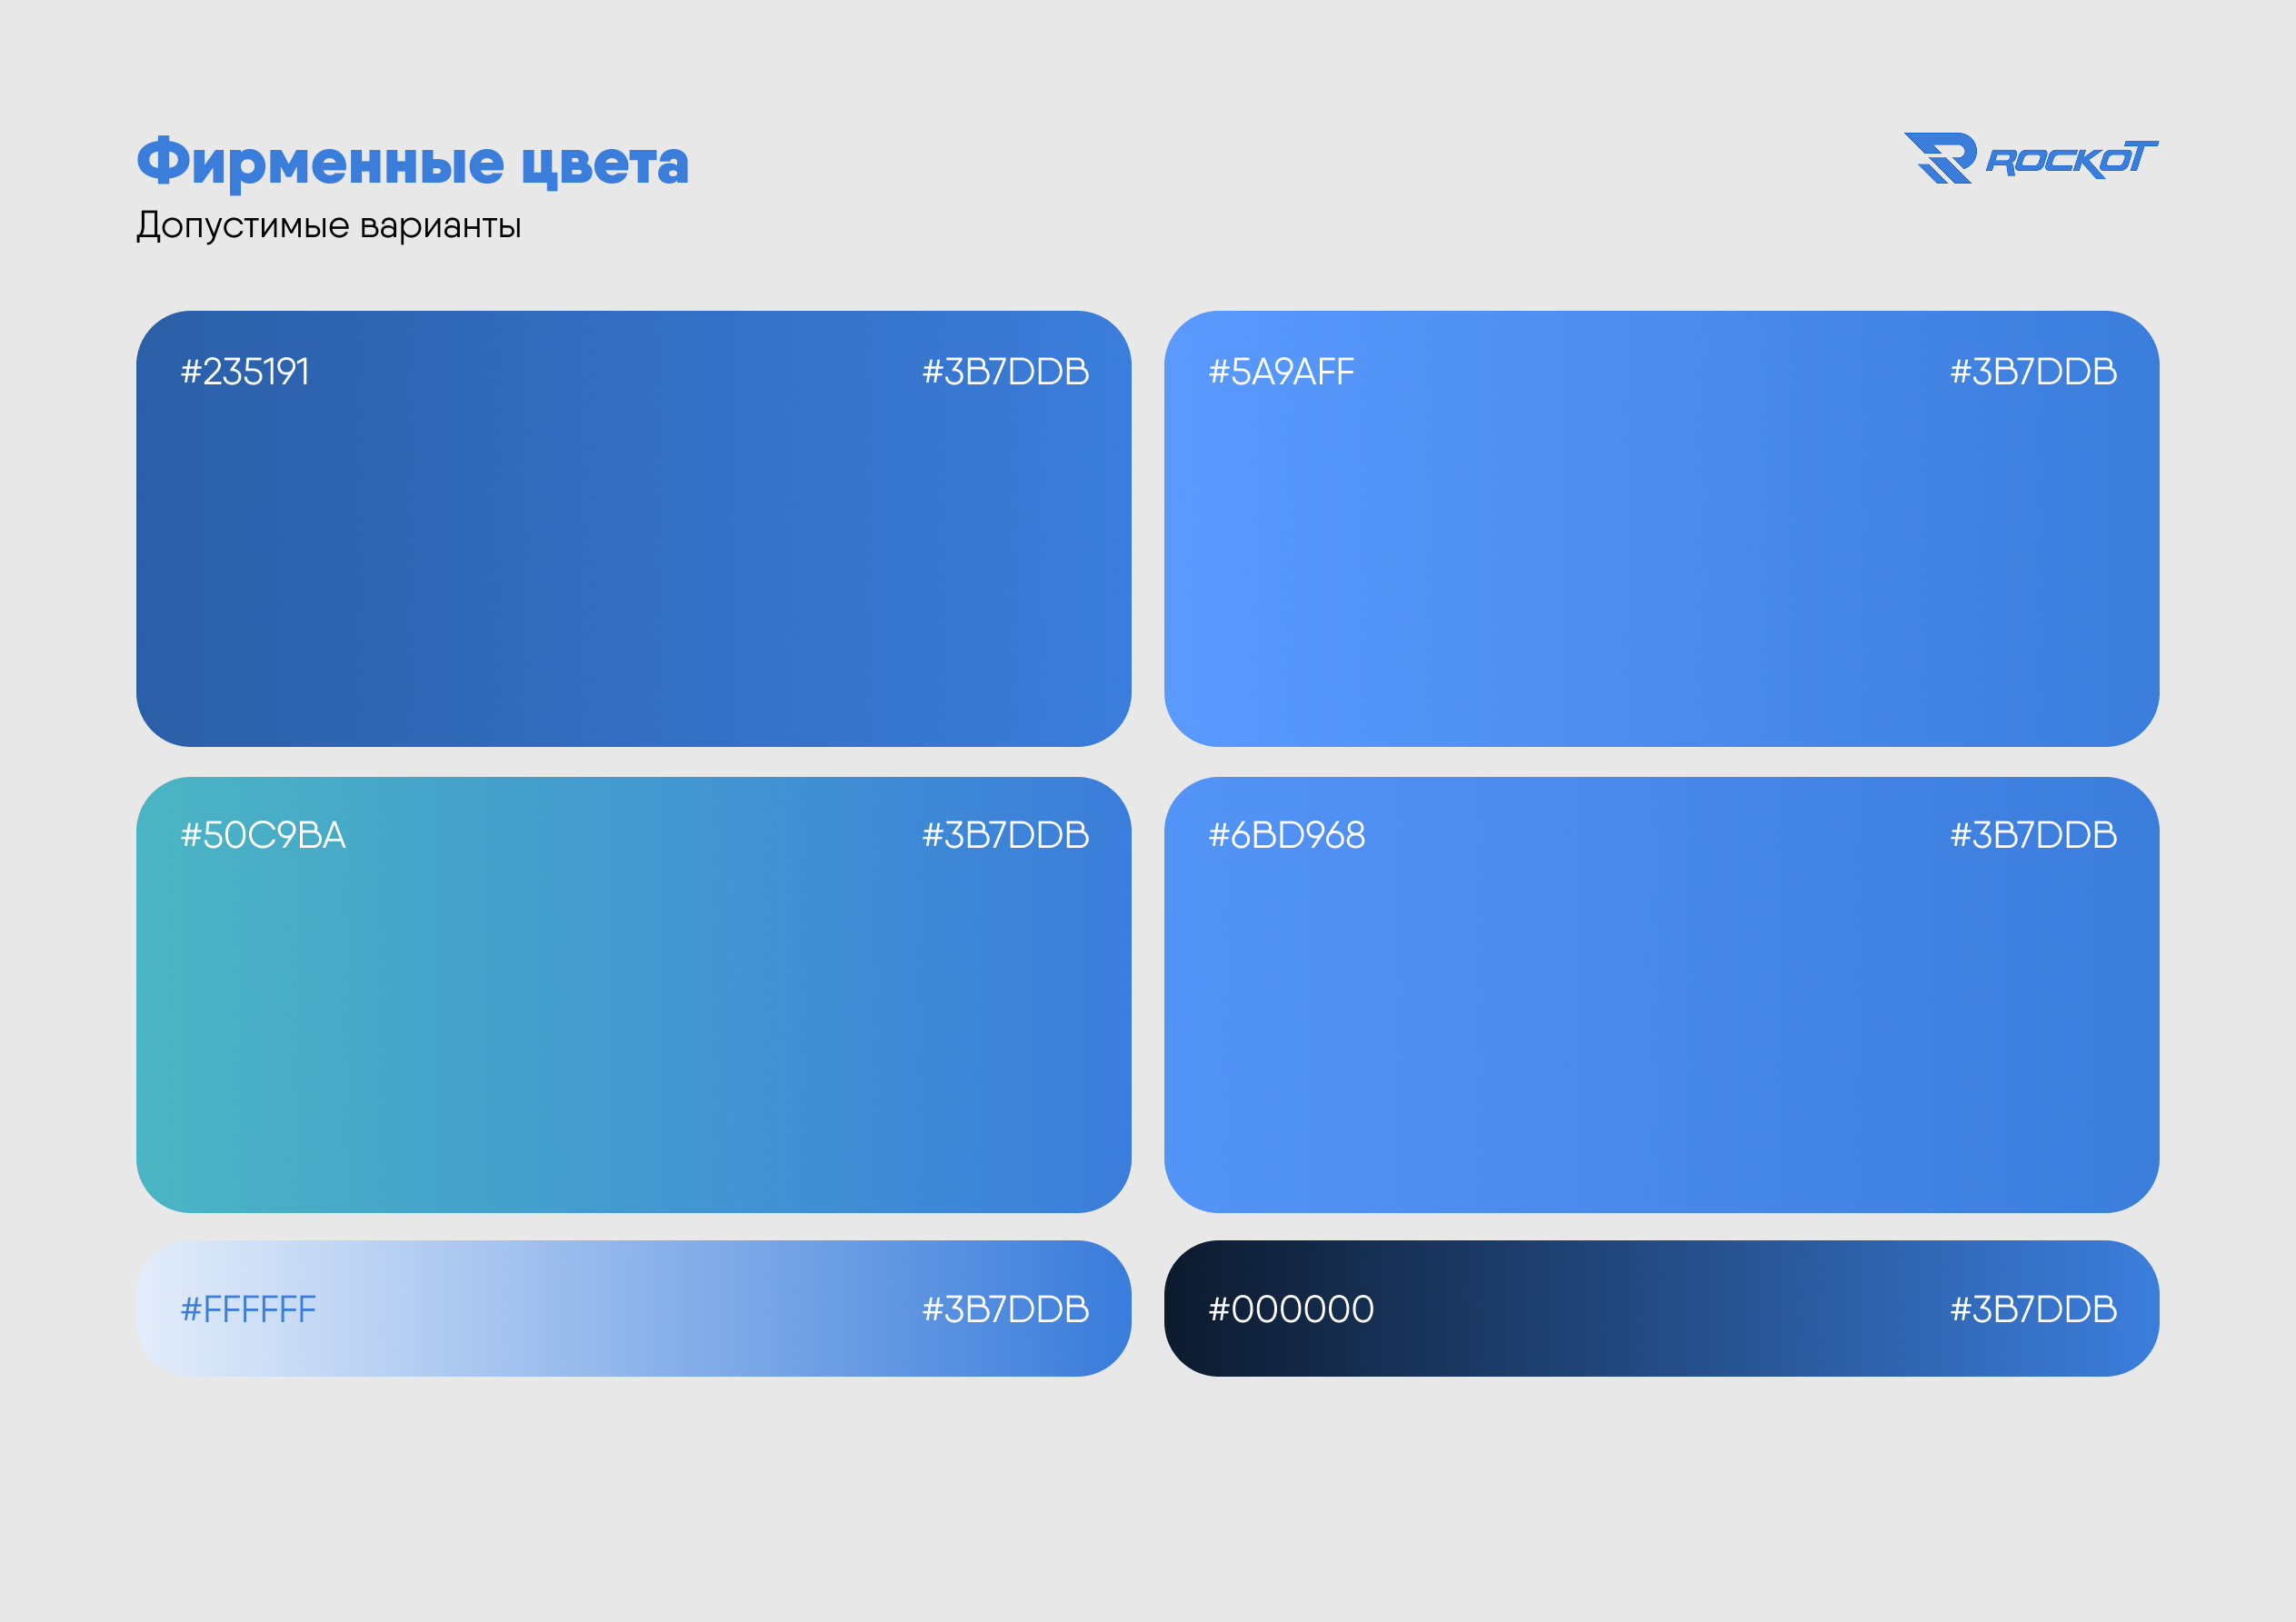 Фирменные цвета
Допустимые варианты
ROCKOT
#235191 #3B7DDB
#5A9AFF #3B7DDB
#50C9BA #3B7DDB
#6BD968 #3B7DDB
#FFFFFF #3B7DDB
#000000 #3B7DDB